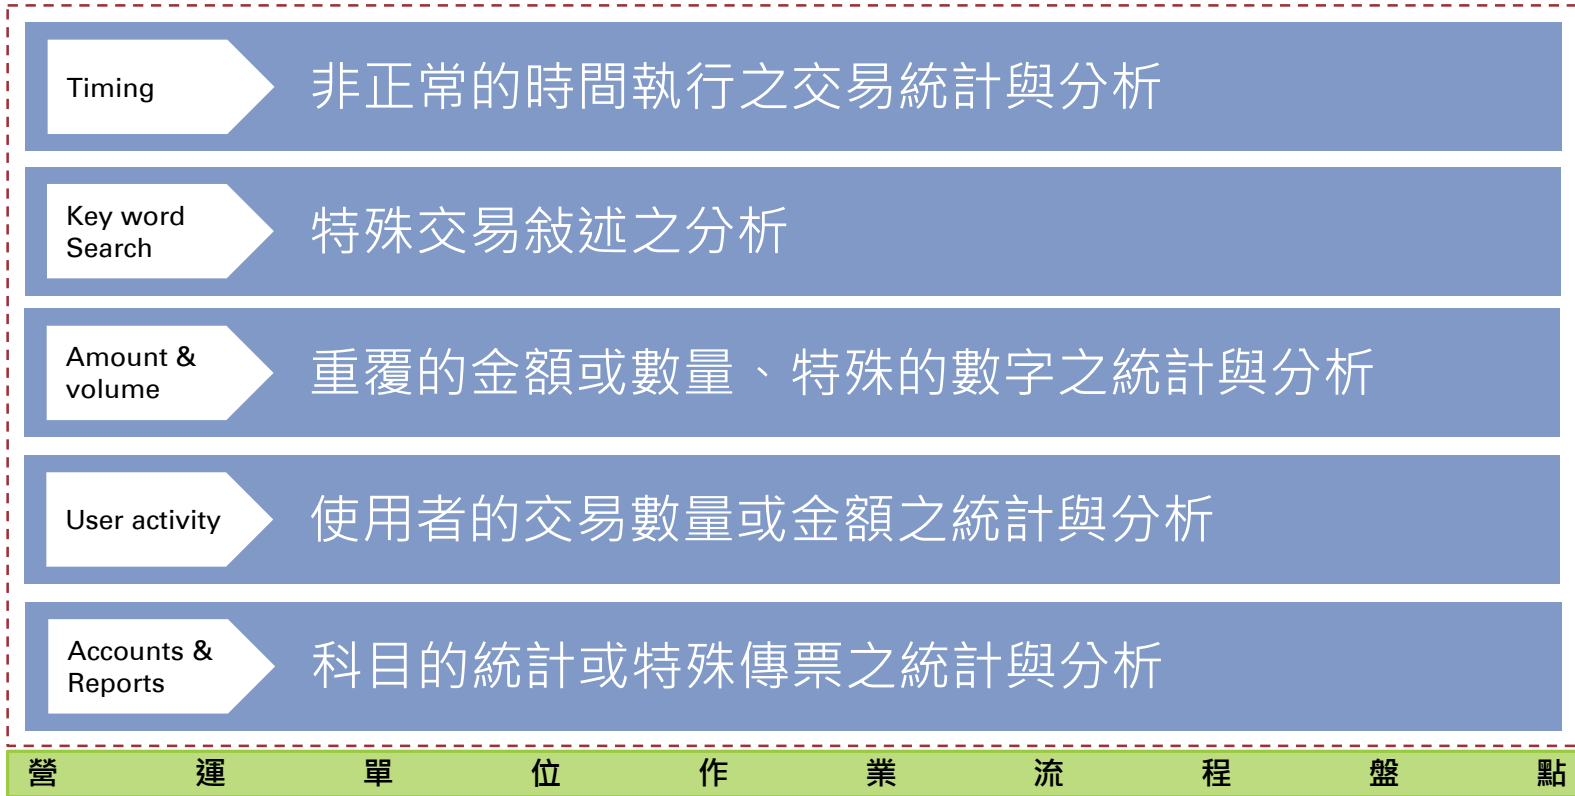 Timing
非正常的時間執行之交易統計與分析
Key word
Search
特殊交易敍述之分析
Amount &
volume
重覆的金額或數量、特殊的數字之統計與分析
User activity
使用者的交易數量或金額之統計與分析
Accounts &
Reports
科目的統計或特殊傳票之統計與分析
營運單位作業流程盤點